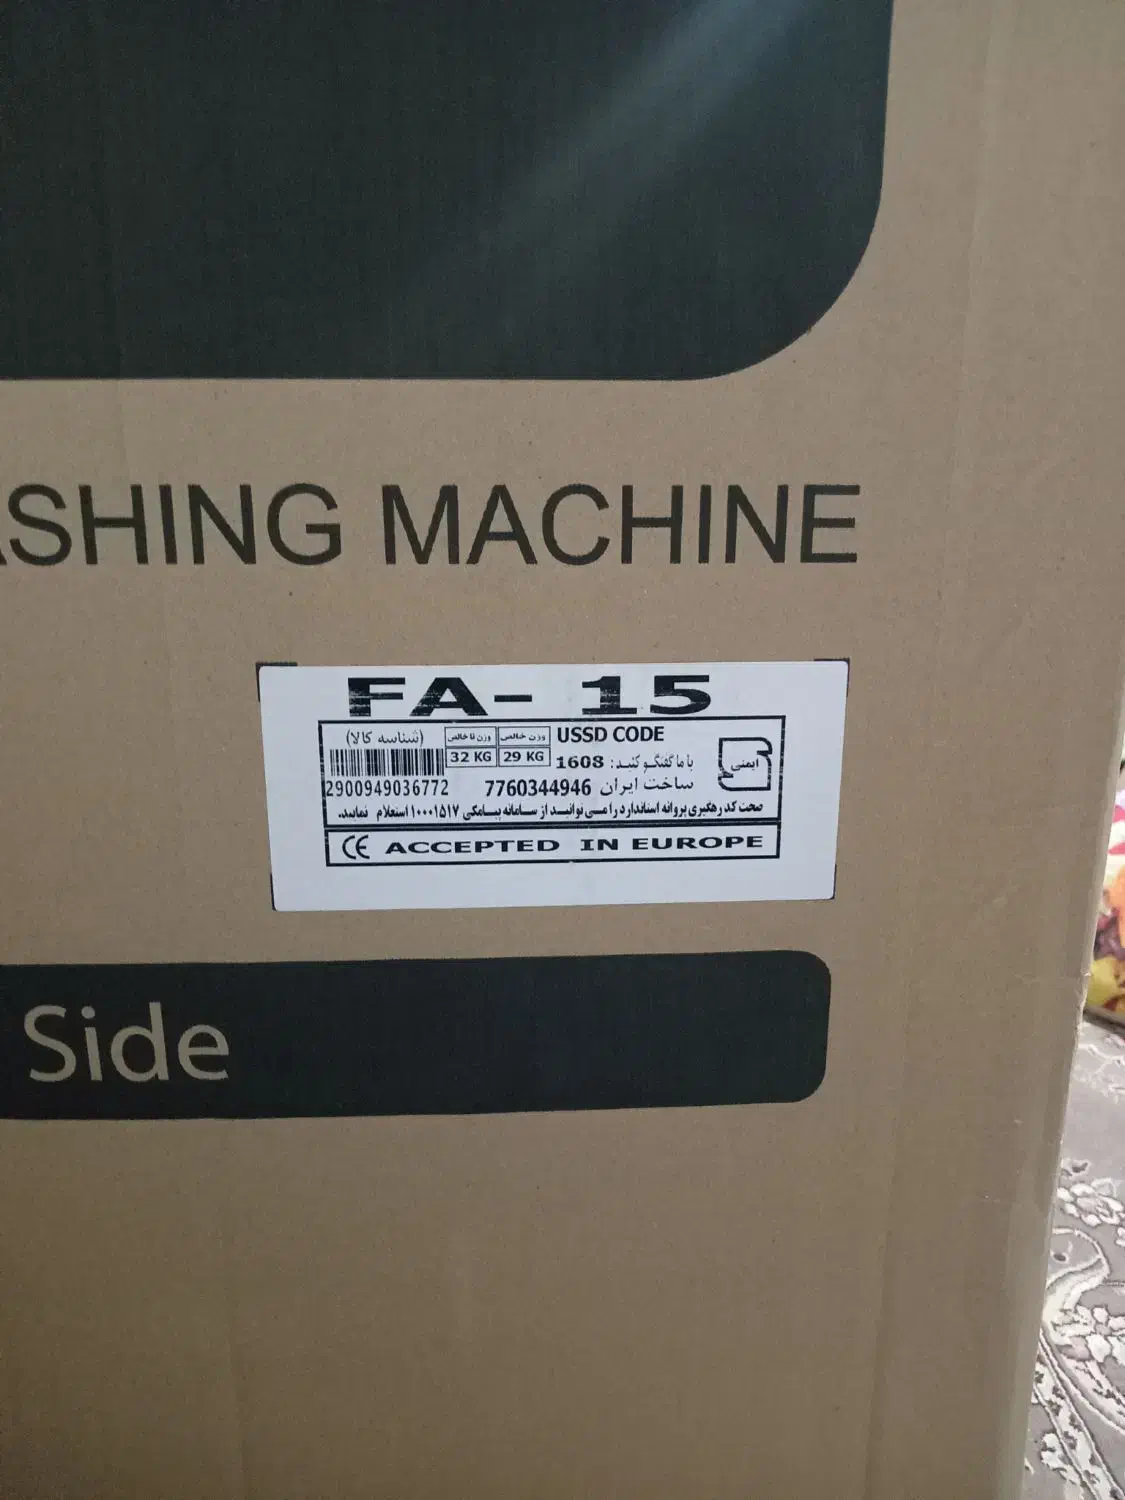 ASHING MACHINE
FA- 15
(شناسه کالا) وزن ناخالص وزن خالص USSD CODE
32 KG 29 KG
با ما گفتگو کنید: 1608
ایمنی
2900949036772 7760344946 ساخت ایران
صحت کد رهگیری پروانه استاندارد را می توانید از سامانه پیامکی ۱۰۰۰۱۵۱۷ استعلام نمایید.
CE ACCEPTED IN EUROPE
Side